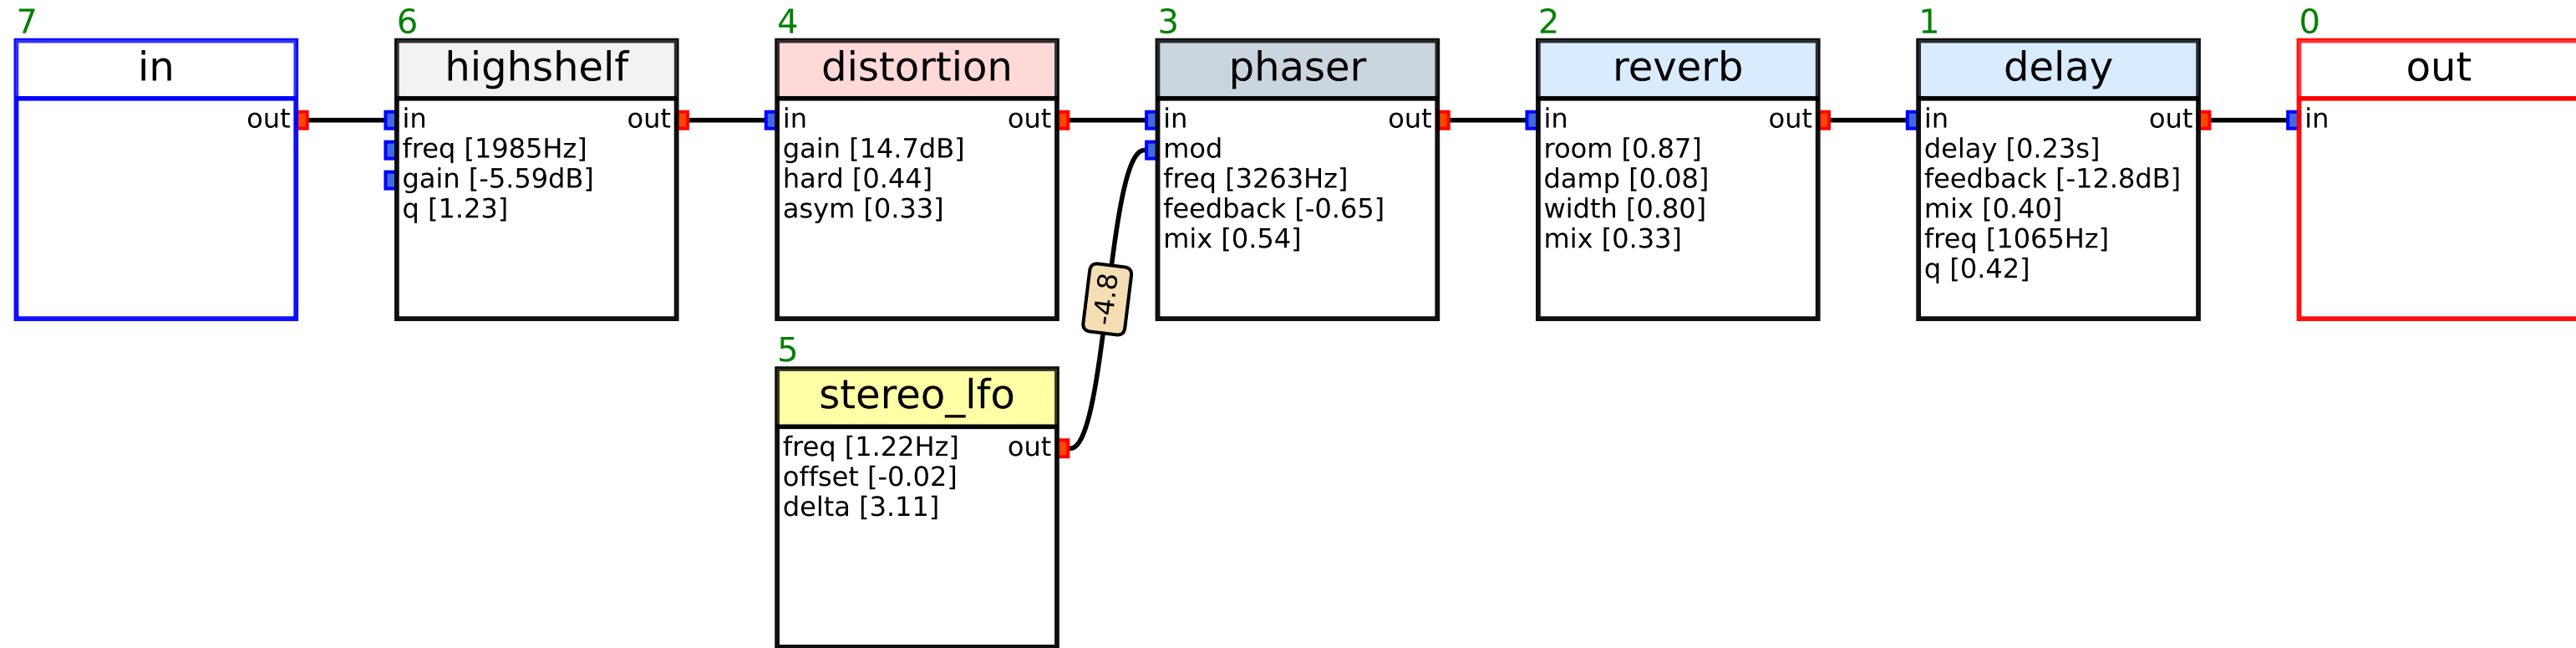 7
in
out
6
highshelf
in
out
freq [1985Hz]
gain [-5.59dB]
q [1.23]
4
distortion
in
out
gain [14.7dB]
hard [0.44]
asym [0.33]
3
phaser
in
out
mod
freq [3263Hz]
feedback [-0.65]
mix [0.54]
2
reverb
in
out
room [0.87]
damp [0.08]
width [0.80]
mix [0.33]
1
delay
in
out
delay [0.23s]
feedback [-12.8dB]
mix [0.40]
freq [1065Hz]
q [0.42]
0
out
in
-4.8
5
stereo_lfo
freq [1.22Hz]
out
offset [-0.02]
delta [3.11]